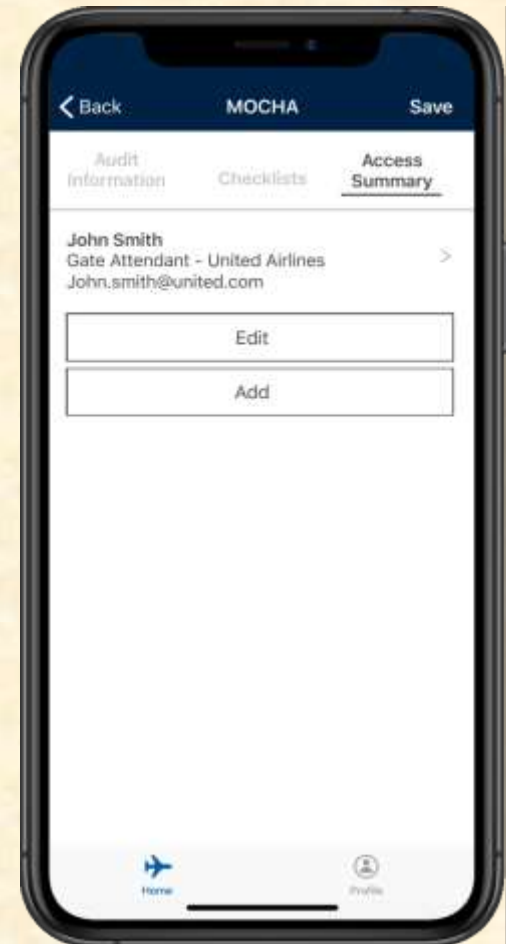 Back MOCHA Save
Audit
Information
Checklists
Access
Summary
John Smith
Gate Attendant - United Airlines
John.smith@united.com
Edit
Add
Home Profile